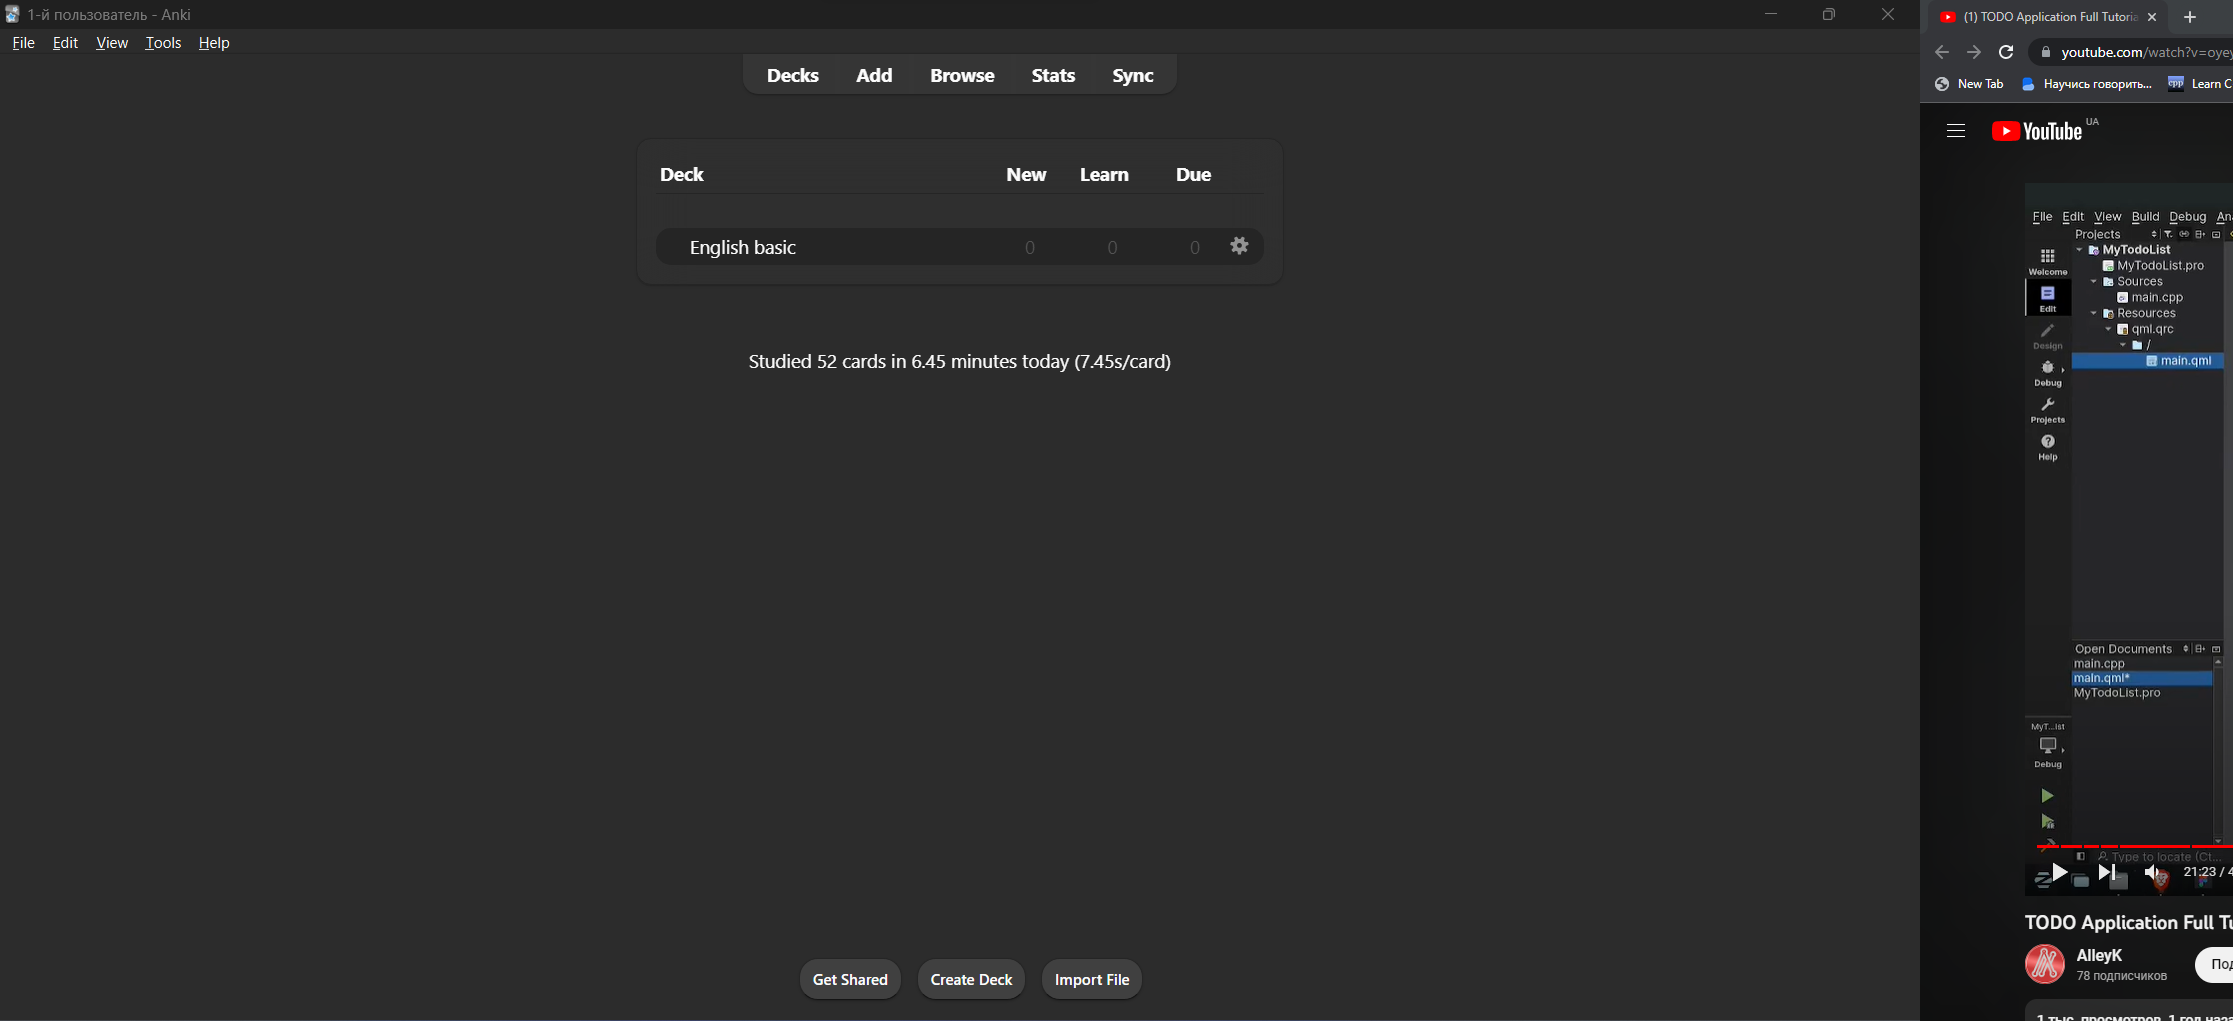 1-й пользователь - Anki
File Edit View Tools Help
Decks Add Browse Stats Sync
Deck New Learn Due
English basic 0 0 0
Studied 52 cards in 6.45 minutes today (7.45s/card)
Get Shared Create Deck Import File
(1) TODO Application Full Tutoria
youtube.com/watch?v=oye
New Tab Научись говорить... cpp Learn C
YouTube UA
File Edit View Build Debug An
Projects
Welcome
Edit
Design
Debug
Projects
Help
MyTodoList
MyTodoList.pro
Sources
main.cpp
Resources
qml.qrc
/
main.qml
Open Documents
main.cpp
main.qml*
MyTodoList.pro
MyT...ist
Debug
Type to locate (Ct...
21:23 / 4
TODO Application Full Tu
AlleyK
78 подписчиков
Под
1 тыс. просмотров 1 год наза